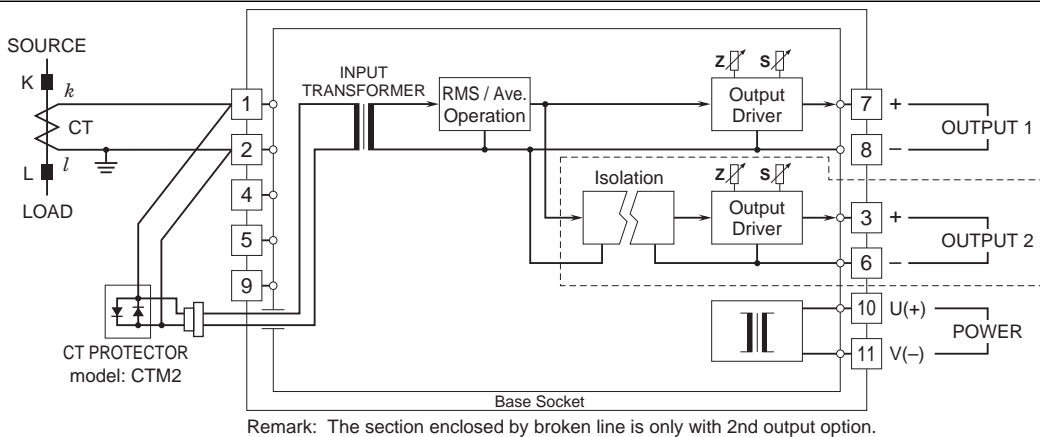 SOURCE
K
k
CT
L
l
LOAD
CT PROTECTOR
model: CTM2
1
2
4
5
9
INPUT
TRANSFORMER
RMS / Ave.
Operation
Z
S
Output
Driver
7
+
8
–
OUTPUT 1
Isolation
Z
S
Output
Driver
3
+
6
–
OUTPUT 2
10
U(+)
11
V(–)
POWER
Base Socket
Remark: The section enclosed by broken line is only with 2nd output option.